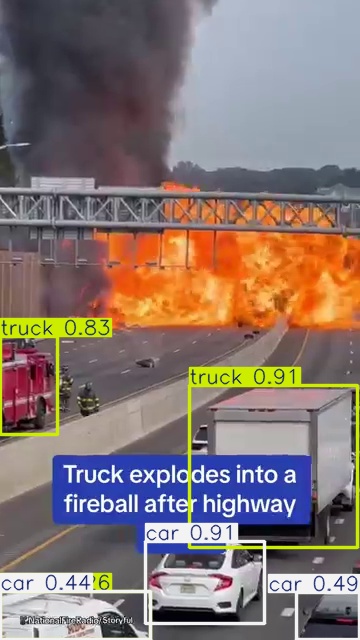 truck 0.83
truck 0.91
Truck explodes into a
fireball after highway
car 0.91
car 0.44
car 0.49
NationalFireRadio/Storyful